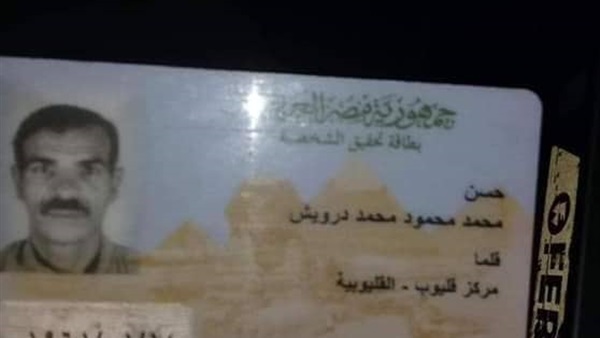 جمهورية مصر العربية
بطاقة تحقيق الشخصية
حسن
محمد محمود محمد درويش
قلما
مركز قليوب - القليوبية